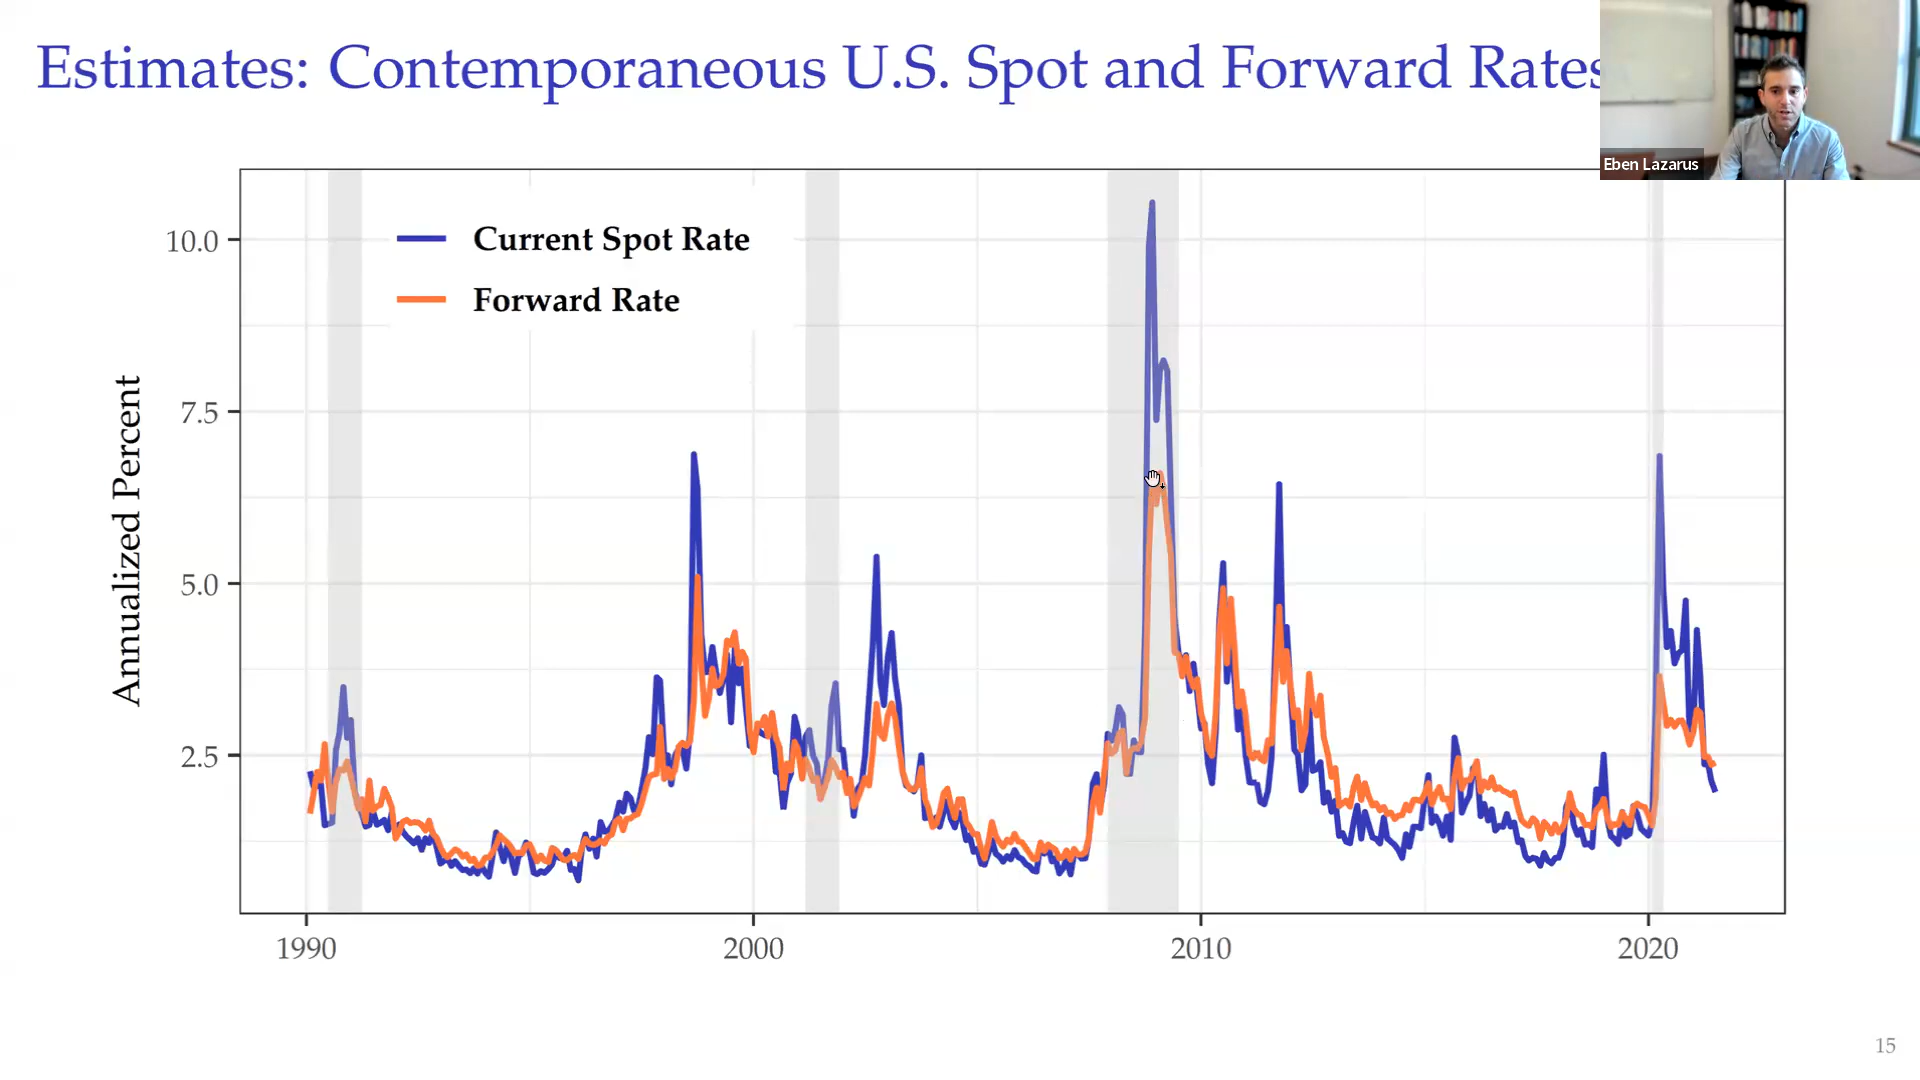 Estimates: Contemporaneous U.S. Spot and Forward Rates
Eben Lazarus
Current Spot Rate
Forward Rate
Annualized Percent
10.0
7.5
5.0
2.5
1990
2000
2010
2020
15